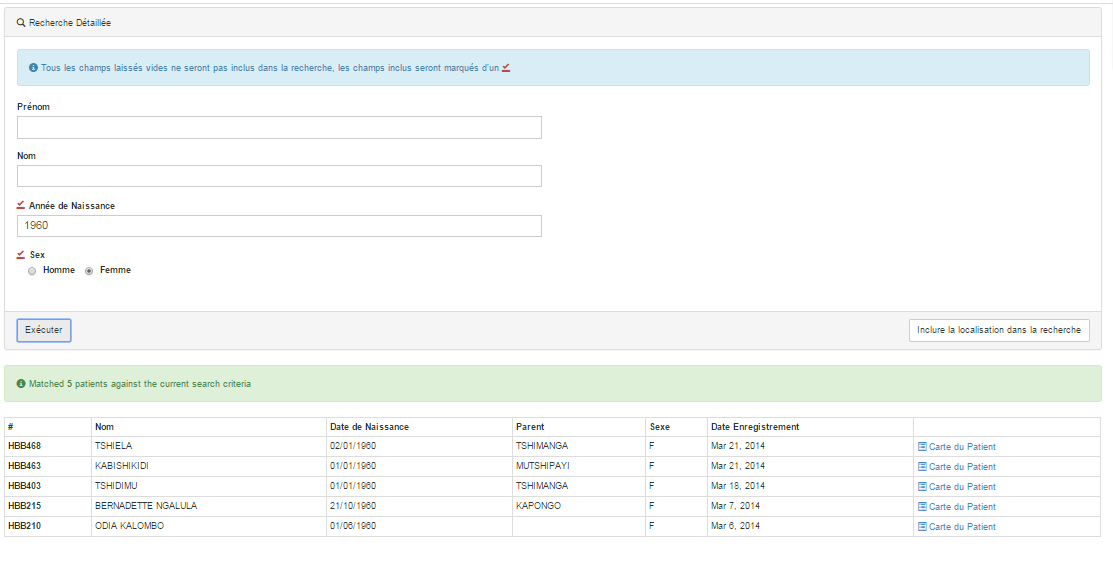 Recherche Détaillée
Tous les champs laissés vides ne seront pas inclus dans la recherche, les champs inclus seront marqués d'un
Prénom
Nom
Année de Naissance
1960
Sex
Homme Femme
Exécuter Inclure la localisation dans la recherche
Matched 5 patients against the current search criteria
# Nom Date de Naissance Parent Sexe Date Enregistrement
HBB468 TSHIELA 02/01/1960 TSHIMANGA F Mar 21, 2014 Carte du Patient
HBB463 KABISHIKIDI 01/01/1960 MUTSHIPAYI F Mar 21, 2014 Carte du Patient
HBB403 TSHIDIMU 01/01/1960 TSHIMANGA F Mar 18, 2014 Carte du Patient
HBB215 BERNADETTE NGALULA 21/10/1960 KAPONGO F Mar 7, 2014 Carte du Patient
HBB210 ODIA KALOMBO 01/06/1960 F Mar 6, 2014 Carte du Patient